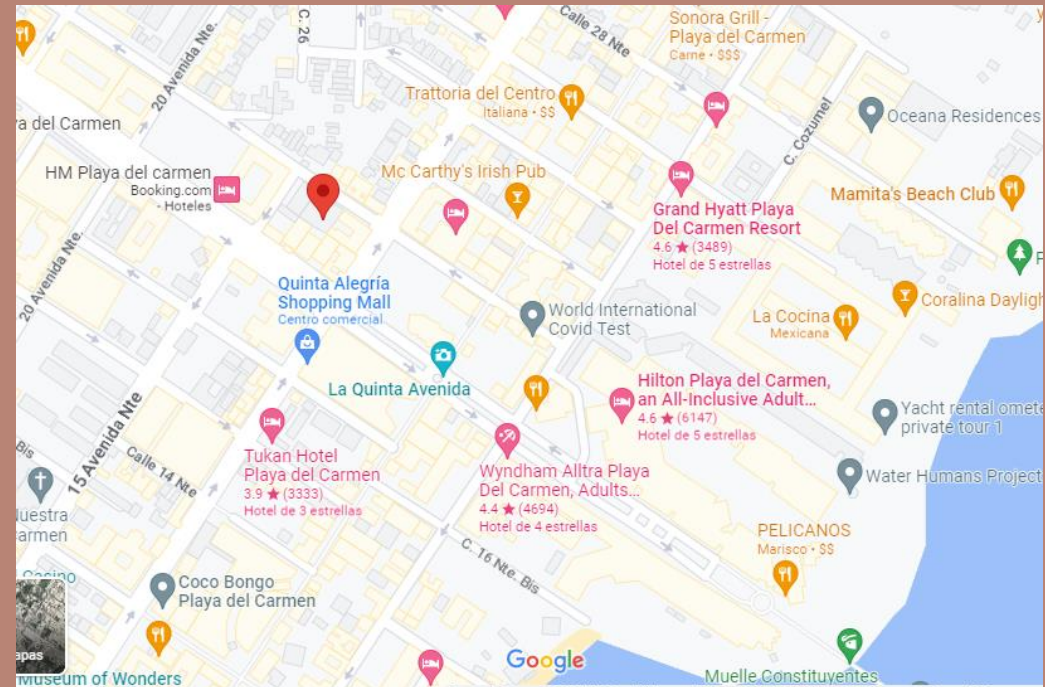 Calle 28 Nte
Sonora Grill -
Playa del Carmen
Carne · $$$
C. 26
20 Avenida Nte.
Trattoria del Centro
Italiana · $$
C. Cozumel
Oceana Residences
ya del Carmen
HM Playa del carmen
Booking.com
- Hoteles
Mc Carthy's Irish Pub
Mamita's Beach Club
Grand Hyatt Playa
Del Carmen Resort
4.6 ★ (3489)
Hotel de 5 estrellas
20 Avenida Nte.
Quinta Alegría
Shopping Mall
Centro comercial
World International
Covid Test
La Cocina
Mexicana
Coralina Dayligh
La Quinta Avenida
Hilton Playa del Carmen,
an All-Inclusive Adult...
4.6 ★ (6147)
Hotel de 5 estrellas
Yacht rental omete
private tour 1
15 Avenida Nte
Bis
Calle 14 Nte
Tukan Hotel
Playa del Carmen
3.9 ★ (3333)
Hotel de 3 estrellas
Wyndham Alltra Playa
Del Carmen, Adults...
4.4 ★ (4694)
Hotel de 4 estrellas
Water Humans Project
Nuestra
Carmen
PELICANOS
Marisco · $$
C. 16 Nte. Bis
Casino
Coco Bongo
Playa del Carmen
apas
Google
Museum of Wonders
Muelle Constituyentes